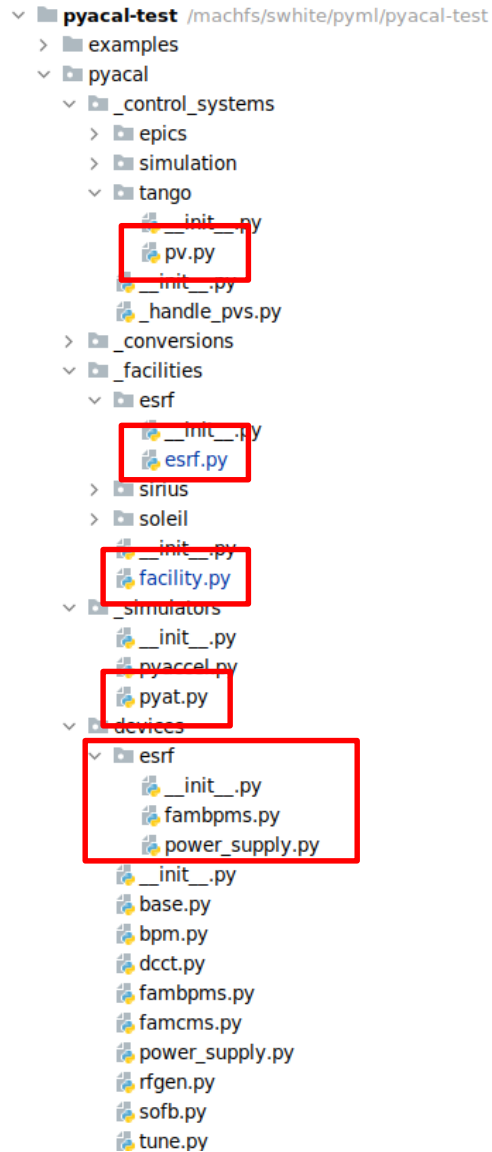 pyacal-test /machfs/swhite/pyml/pyacal-test
examples
pyacal
_control_systems
epics
simulation
tango
__init__.py
pv.py
__init__.py
_handle_pvs.py
_conversions
_facilities
esrf
__init__.py
esrf.py
sirius
soleil
__init__.py
facility.py
_simulators
__init__.py
pyaccel.py
pyat.py
devices
esrf
__init__.py
fambpms.py
power_supply.py
__init__.py
base.py
bpm.py
dcct.py
fambpms.py
famcms.py
power_supply.py
rfgen.py
sofb.py
tune.py